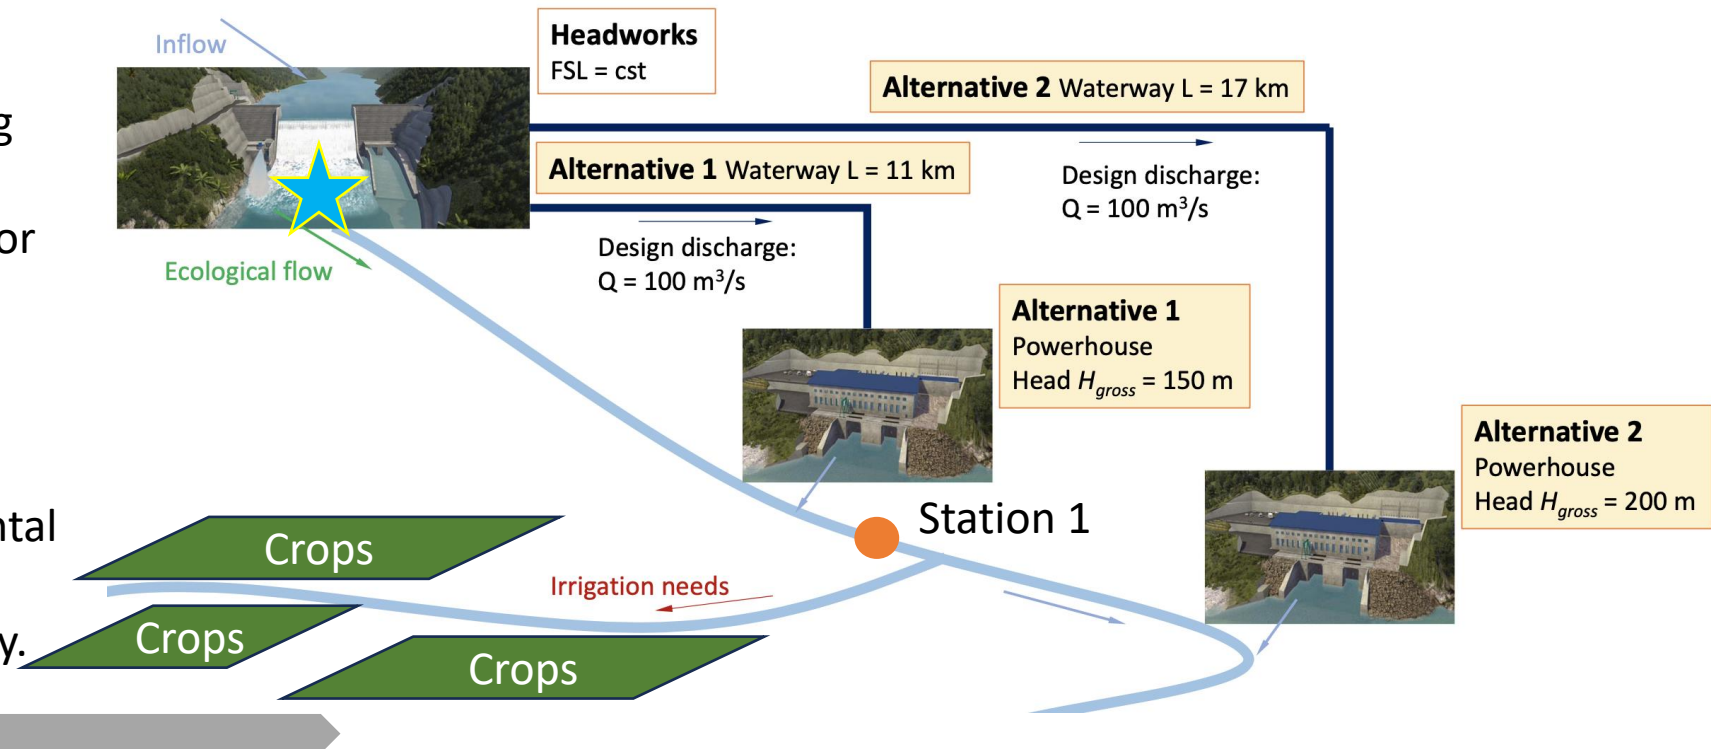 Inflow
Headworks
FSL = cst
Alternative 2 Waterway L = 17 km
g
Alternative 1 Waterway L = 11 km
Design discharge:
Q = 100 m³/s
or
Design discharge:
Q = 100 m³/s
Ecological flow
Alternative 1
Powerhouse
Head Hgross = 150 m
Alternative 2
Powerhouse
Head Hgross = 200 m
Station 1
ntal
Crops
Irrigation needs
Crops
y.
Crops